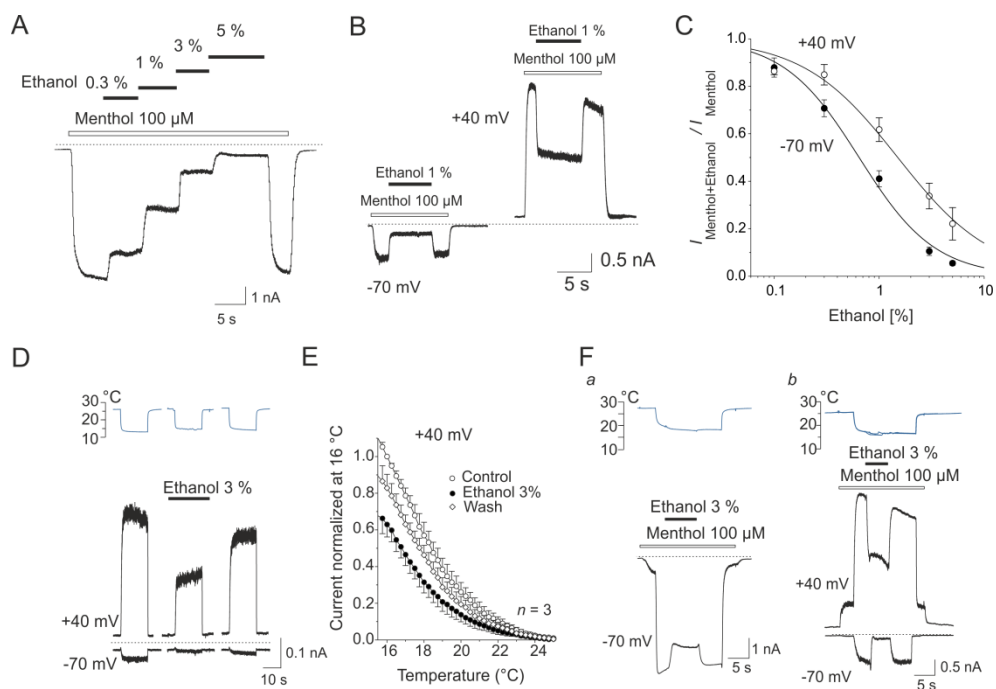 A
5 %
3 %
1 %
Ethanol 0.3 %
Menthol 100 µM
1 nA
5 s
B
Ethanol 1 %
Menthol 100 µM
+40 mV
Ethanol 1 %
Menthol 100 µM
-70 mV
0.5 nA
5 s
C
1.0
0.8
0.6
0.4
0.2
0.0
I Menthol+Ethanol / I Menthol
+40 mV
-70 mV
0.1 1 10
Ethanol [%]
D
°C
30
20
10
Ethanol 3 %
+40 mV
-70 mV
0.1 nA
10 s
E
+40 mV
Control
Ethanol 3%
Wash
n = 3
Current normalized at 16 °C
1.0
0.8
0.6
0.4
0.2
0.0
16 18 20 22 24
Temperature (°C)
F
a
°C
30
20
10
Ethanol 3 %
Menthol 100 µM
-70 mV
1 nA
5 s
b
°C
30
20
10
Ethanol 3 %
Menthol 100 µM
+40 mV
-70 mV
0.5 nA
5 s